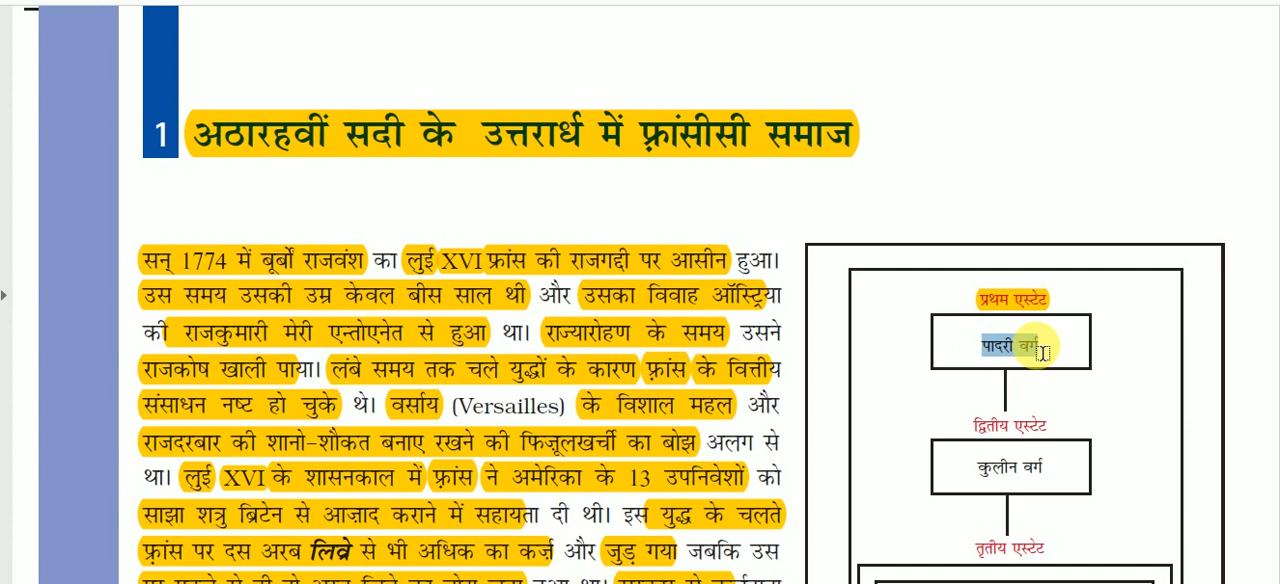 1 अठारहवीं सदी के उत्तरार्ध में फ़्रांसीसी समाज
सन् 1774 में बूर्बों राजवंश का लुई XVI फ्रांस की राजगद्दी पर आसीन हुआ।
उस समय उसकी उम्र केवल बीस साल थी और उसका विवाह ऑस्ट्रिया
की राजकुमारी मेरी एन्तोएनेत से हुआ था। राज्यारोहण के समय उसने
राजकोष खाली पाया। लंबे समय तक चले युद्धों के कारण फ़्रांस के वित्तीय
संसाधन नष्ट हो चुके थे। वर्साय (Versailles) के विशाल महल और
राजदरबार की शानो-शौकत बनाए रखने की फिजूलखर्ची का बोझ अलग से
था। लुई XVI के शासनकाल में फ़्रांस ने अमेरिका के 13 उपनिवेशों को
साझा शत्रु ब्रिटेन से आज़ाद कराने में सहायता दी थी। इस युद्ध के चलते
फ़्रांस पर दस अरब लिव्रे से भी अधिक का कर्ज़ और जुड़ गया जबकि उस
प्रथम एस्टेट
पादरी वर्ग
द्वितीय एस्टेट
कुलीन वर्ग
तृतीय एस्टेट